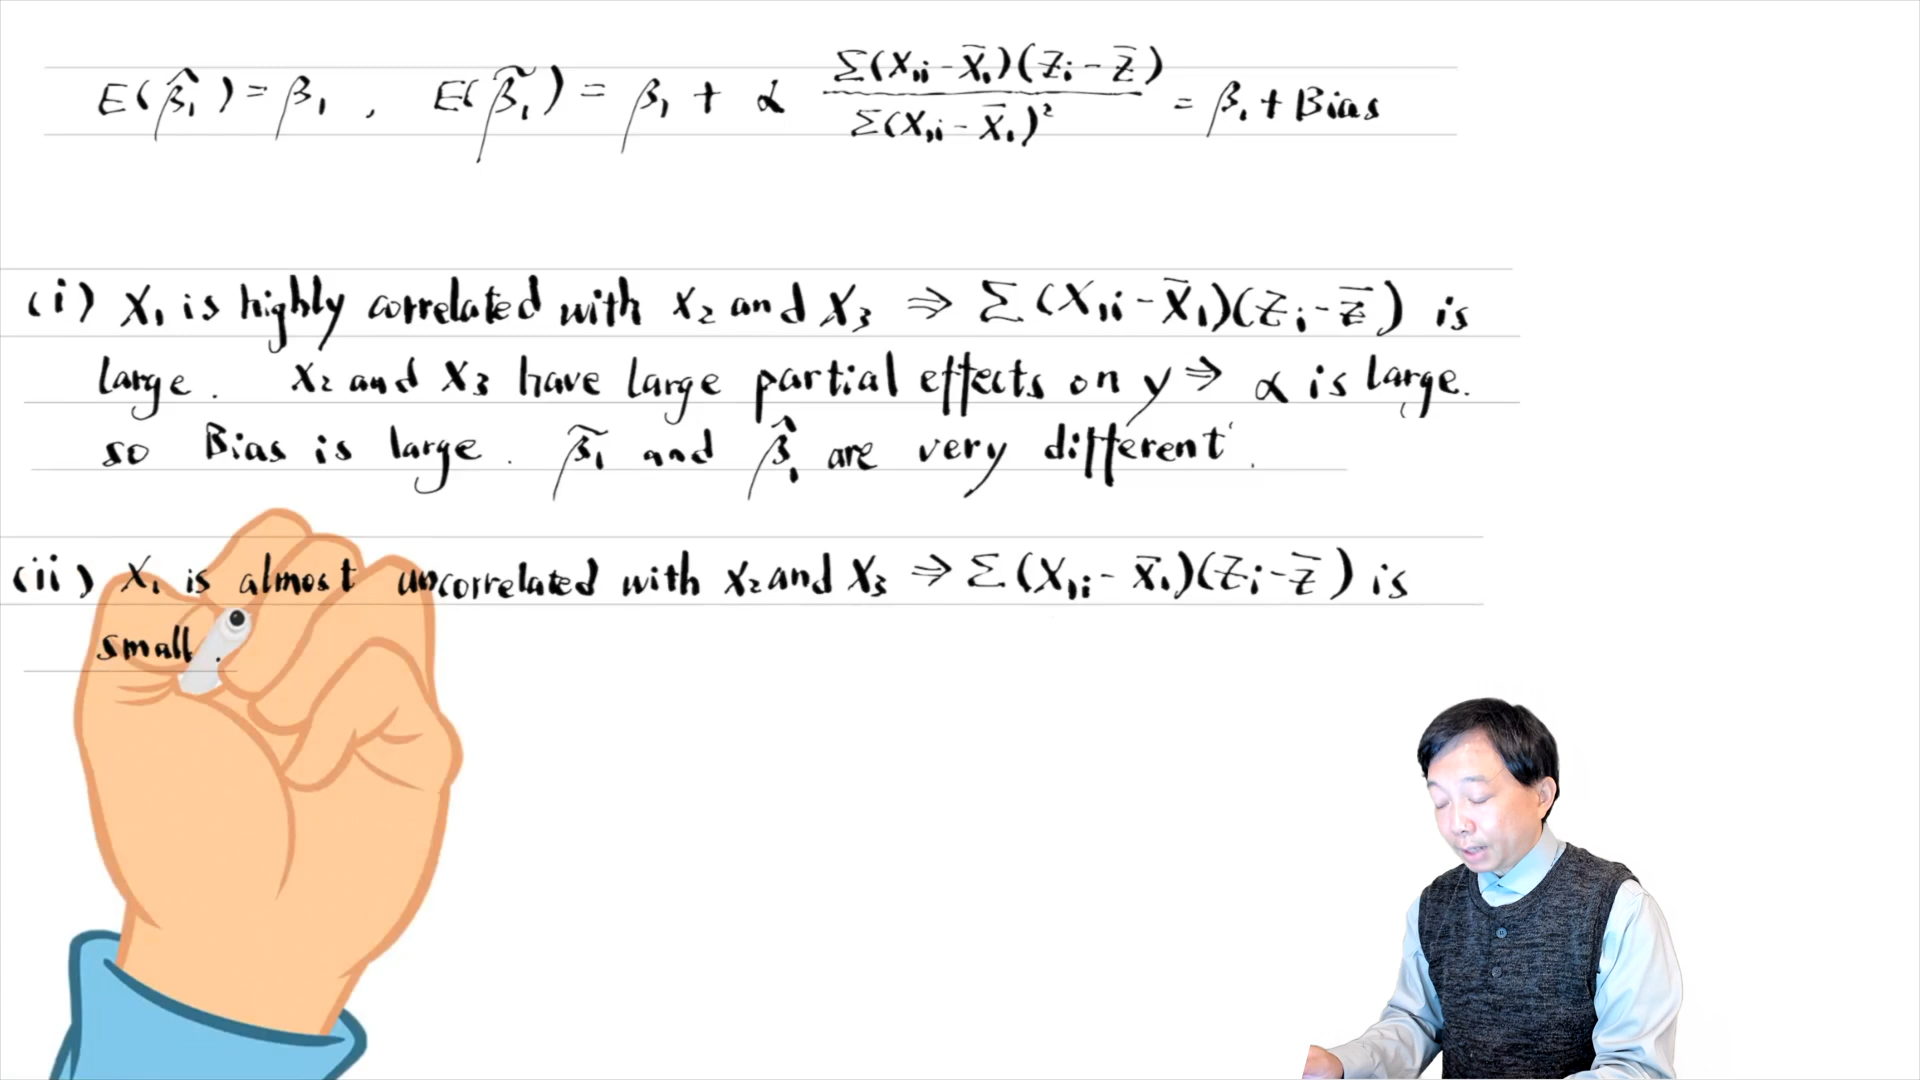 E(β̂₁) = β₁ , E(β̃₁) = β₁ + α Σ(X₁ᵢ - X̄₁)(Zᵢ - Z̄) / Σ(X₁ᵢ - X̄₁)² = β₁ + Bias
(i) X₁ is highly correlated with X₂ and X₃ ⇒ Σ(X₁ᵢ - X̄₁)(Zᵢ - Z̄) is
large. X₂ and X₃ have large partial effects on y ⇒ α is large.
so Bias is large. β̃₁ and β̂₁ are very different.
(ii) X₁ is almost uncorrelated with X₂ and X₃ ⇒ Σ(X₁ᵢ - X̄₁)(Zᵢ - Z̄) is
small.